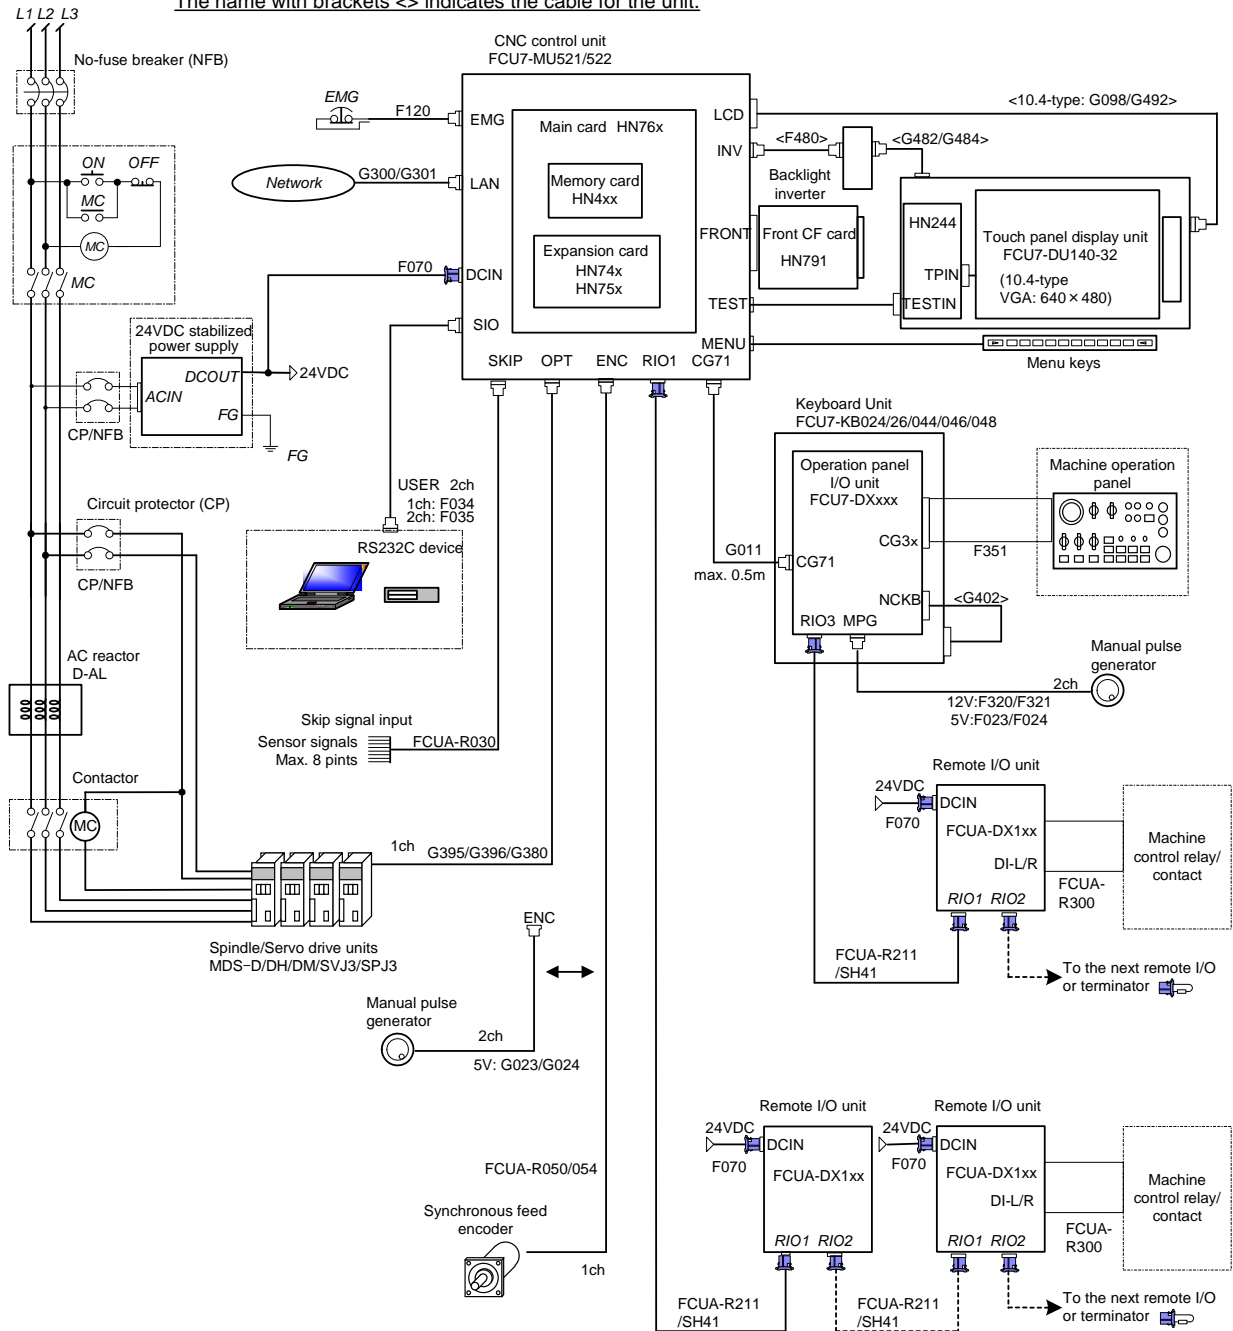 The name with brackets <> indicates the cable for the unit.
L1 L2 L3
No-fuse breaker (NFB)
CNC control unit
FCU7-MU521/522
EMG
F120
EMG
Main card HN76x
LCD
<10.4-type: G098/G492>
INV
<F480>
<G482/G484>
Backlight
inverter
ON
OFF
MC
MC
MC
Network
G300/G301
LAN
Memory card
HN4xx
Expansion card
HN74x
HN75x
FRONT
Front CF card
HN791
HN244
TPIN
TESTIN
Touch panel display unit
FCU7-DU140-32
(10.4-type
VGA: 640×480)
F070
DCIN
SIO
TEST
MENU
Menu keys
SKIP
OPT
ENC
RIO1
CG71
24VDC stabilized
power supply
DCOUT
24VDC
ACIN
FG
FG
CP/NFB
Keyboard Unit
FCU7-KB024/26/044/046/048
Operation panel
I/O unit
FCU7-DXxxx
Machine operation
panel
CG3x
F351
G011
max. 0.5m
CG71
NCKB
<G402>
RIO3
MPG
Circuit protector (CP)
CP/NFB
USER 2ch
1ch: F034
2ch: F035
RS232C device
Manual pulse
generator
2ch
12V:F320/F321
5V:F023/F024
AC reactor
D-AL
Skip signal input
Sensor signals
Max. 8 pints
FCUA-R030
Contactor
MC
1ch
G395/G396/G380
Spindle/Servo drive units
MDS-D/DH/DM/SVJ3/SPJ3
Remote I/O unit
24VDC
F070
DCIN
FCUA-DX1xx
DI-L/R
RIO1 RIO2
FCUA-
R300
Machine
control relay/
contact
FCUA-R211
/SH41
To the next remote I/O
or terminator
ENC
Manual pulse
generator
2ch
5V: G023/G024
FCUA-R050/054
Synchronous feed
encoder
1ch
Remote I/O unit
24VDC
F070
DCIN
FCUA-DX1xx
RIO1 RIO2
FCUA-R211
/SH41
Remote I/O unit
24VDC
F070
DCIN
FCUA-DX1xx
DI-L/R
RIO1 RIO2
FCUA-
R300
Machine
control relay/
contact
FCUA-R211
/SH41
To the next remote I/O
or terminator